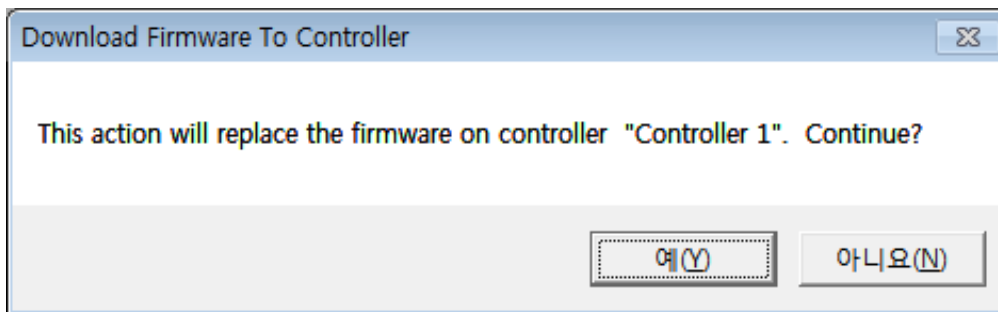 Download Firmware To Controller
This action will replace the firmware on controller  "Controller 1".  Continue?
예(Y)
아니요(N)